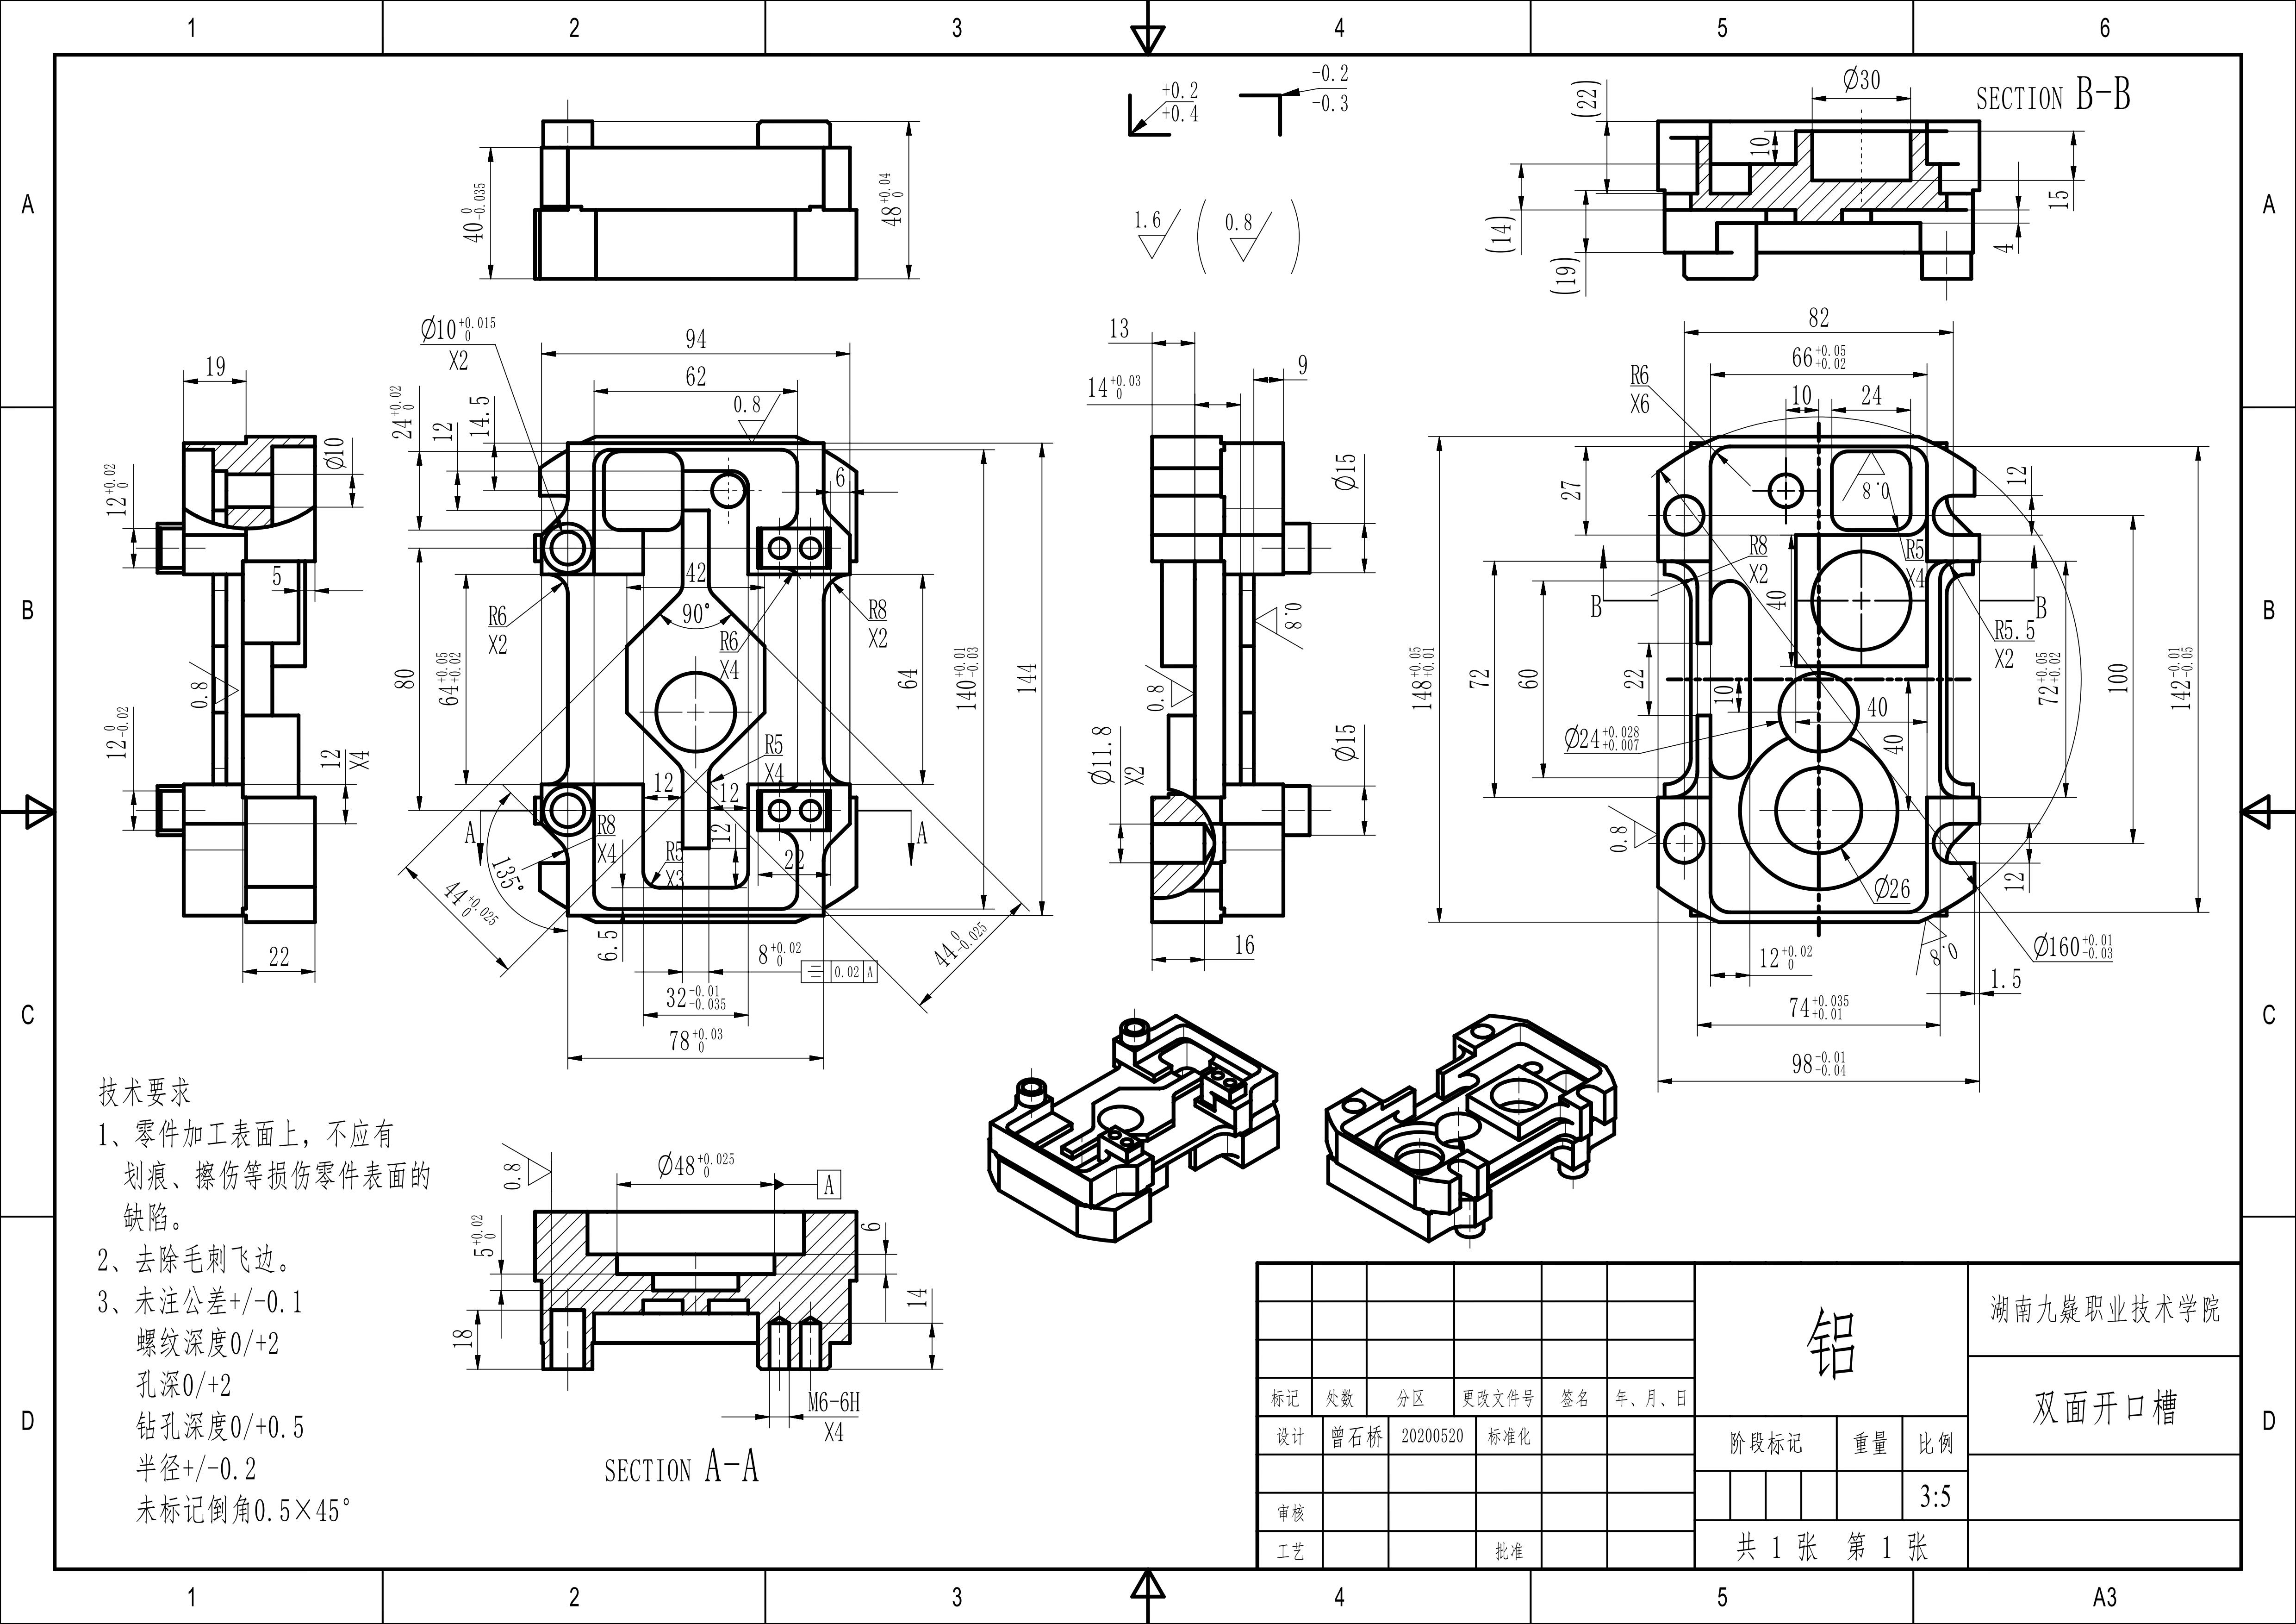 1 2 3 4 5 6
A A
B B
C C
D D
1 2 3 4 5 A3
40 0 -0.035
48+0.04 0
+0.2
+0.4
-0.2
-0.3
1.6 ( 0.8 )
SECTION B-B
Ø30
(22)
10
15
(14)
(19)
4
19
Ø10
12+0.02 0
5
0.8
12 0 -0.02
12
X4
22
Ø10+0.015 0
X2
94
62
0.8
24+0.02 0
12
14.5
6
42
90°
R6
X2
R6
X4
R8
X2
80
64+0.05 +0.02
64
140+0.01 -0.03
144
R5
X4
12
12
12
A A
R8
X4
R5
X3
22
135°
44+0.025 0
44 0 -0.025
6.5
8+0.02 0
0.02 A
32-0.01 -0.035
78+0.03 0
13
14+0.03 0
9
Ø15
0.8
0.8
Ø11.8
X2
Ø15
16
82
66+0.05 +0.02
R6
X6
10
24
27
12
0.8
R8
X2
R5
X4
B B
40
R5.5
X2
148+0.05 +0.01
72
60
22
10
40
40
Ø24+0.028 +0.007
72+0.05 +0.02
100
142-0.01 -0.05
0.8
12
Ø26
0.8
Ø160+0.01 -0.03
12+0.02 0
1.5
74+0.035 +0.01
98-0.01 -0.04
技术要求
1、零件加工表面上，不应有
划痕、擦伤等损伤零件表面的
缺陷。
2、去除毛刺飞边。
3、未注公差+/-0.1
螺纹深度0/+2
孔深0/+2
钻孔深度0/+0.5
半径+/-0.2
未标记倒角0.5×45°
0.8
Ø48+0.025 0
A
5+0.02 0
6
18
14
M6-6H
X4
SECTION A-A
标记 处数 分区 更改文件号 签名 年、月、日
设计 曾石桥 20200520 标准化
审核
工艺 批准
铝
阶段标记 重量 比例
3:5
共 1 张 第 1 张
湖南九嶷职业技术学院
双面开口槽